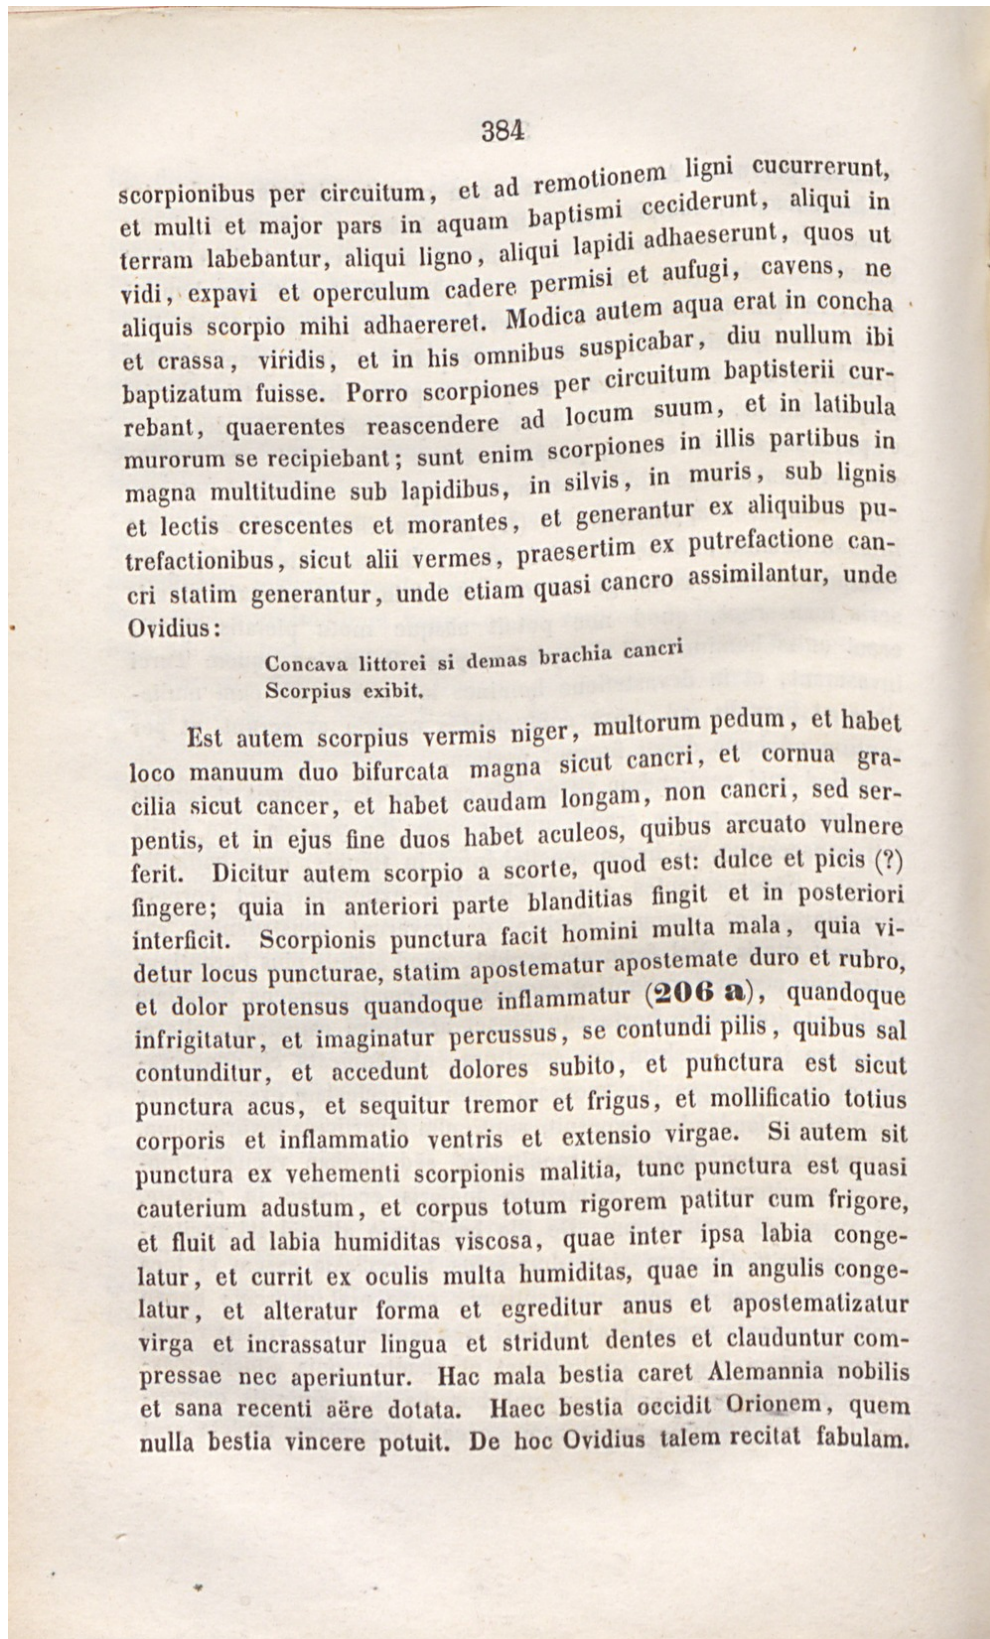 384
scorpionibus per circuitum, et ad remotionem ligni cucurrerunt,
et multi et major pars in aquam baptismi ceciderunt, aliqui in
terram labebantur, aliqui ligno, aliqui lapidi adhaeserunt, quos ut
vidi, expavi et operculum cadere permisi et aufugi, cavens, ne
aliquis scorpio mihi adhaereret. Modica autem aqua erat in concha
et crassa, viridis, et in his omnibus suspicabar, diu nullum ibi
baptizatum fuisse. Porro scorpiones per circuitum baptisterii cur-
rebant, quaerentes reascendere ad locum suum, et in latibula
murorum se recipiebant; sunt enim scorpiones in illis partibus in
magna multitudine sub lapidibus, in silvis, in muris, sub lignis
et lectis crescentes et morantes, et generantur ex aliquibus pu-
trefactionibus, sicut alii vermes, praesertim ex putrefactione can-
cri statim generantur, unde etiam quasi cancro assimilantur, unde
Ovidius:
Concava littorei si demas brachia cancri
Scorpius exibit.
Est autem scorpius vermis niger, multorum pedum, et habet
loco manuum duo bifurcata magna sicut cancri, et cornua gra-
cilia sicut cancer, et habet caudam longam, non cancri, sed ser-
pentis, et in ejus fine duos habet aculeos, quibus arcuato vulnere
ferit. Dicitur autem scorpio a scorte, quod est: dulce et picis (?)
fingere; quia in anteriori parte blanditias fingit et in posteriori
interficit. Scorpionis punctura facit homini multa mala, quia vi-
detur locus puncturae, statim apostematur apostemate duro et rubro,
et dolor protensus quandoque inflammatur (206 a), quandoque
infrigitatur, et imaginatur percussus, se contundi pilis, quibus sal
contunditur, et accedunt dolores subito, et punctura est sicut
punctura acus, et sequitur tremor et frigus, et mollificatio totius
corporis et inflammatio ventris et extensio virgae. Si autem sit
punctura ex vehementi scorpionis malitia, tunc punctura est quasi
cauterium adustum, et corpus totum rigorem patitur cum frigore,
et fluit ad labia humiditas viscosa, quae inter ipsa labia conge-
latur, et currit ex oculis multa humiditas, quae in angulis conge-
latur, et alteratur forma et egreditur anus et apostematizatur
virga et incrassatur lingua et stridunt dentes et clauduntur com-
pressae nec aperiuntur. Hac mala bestia caret Alemannia nobilis
et sana recenti aëre dotata. Haec bestia occidit Orionem, quem
nulla bestia vincere potuit. De hoc Ovidius talem recitat fabulam.